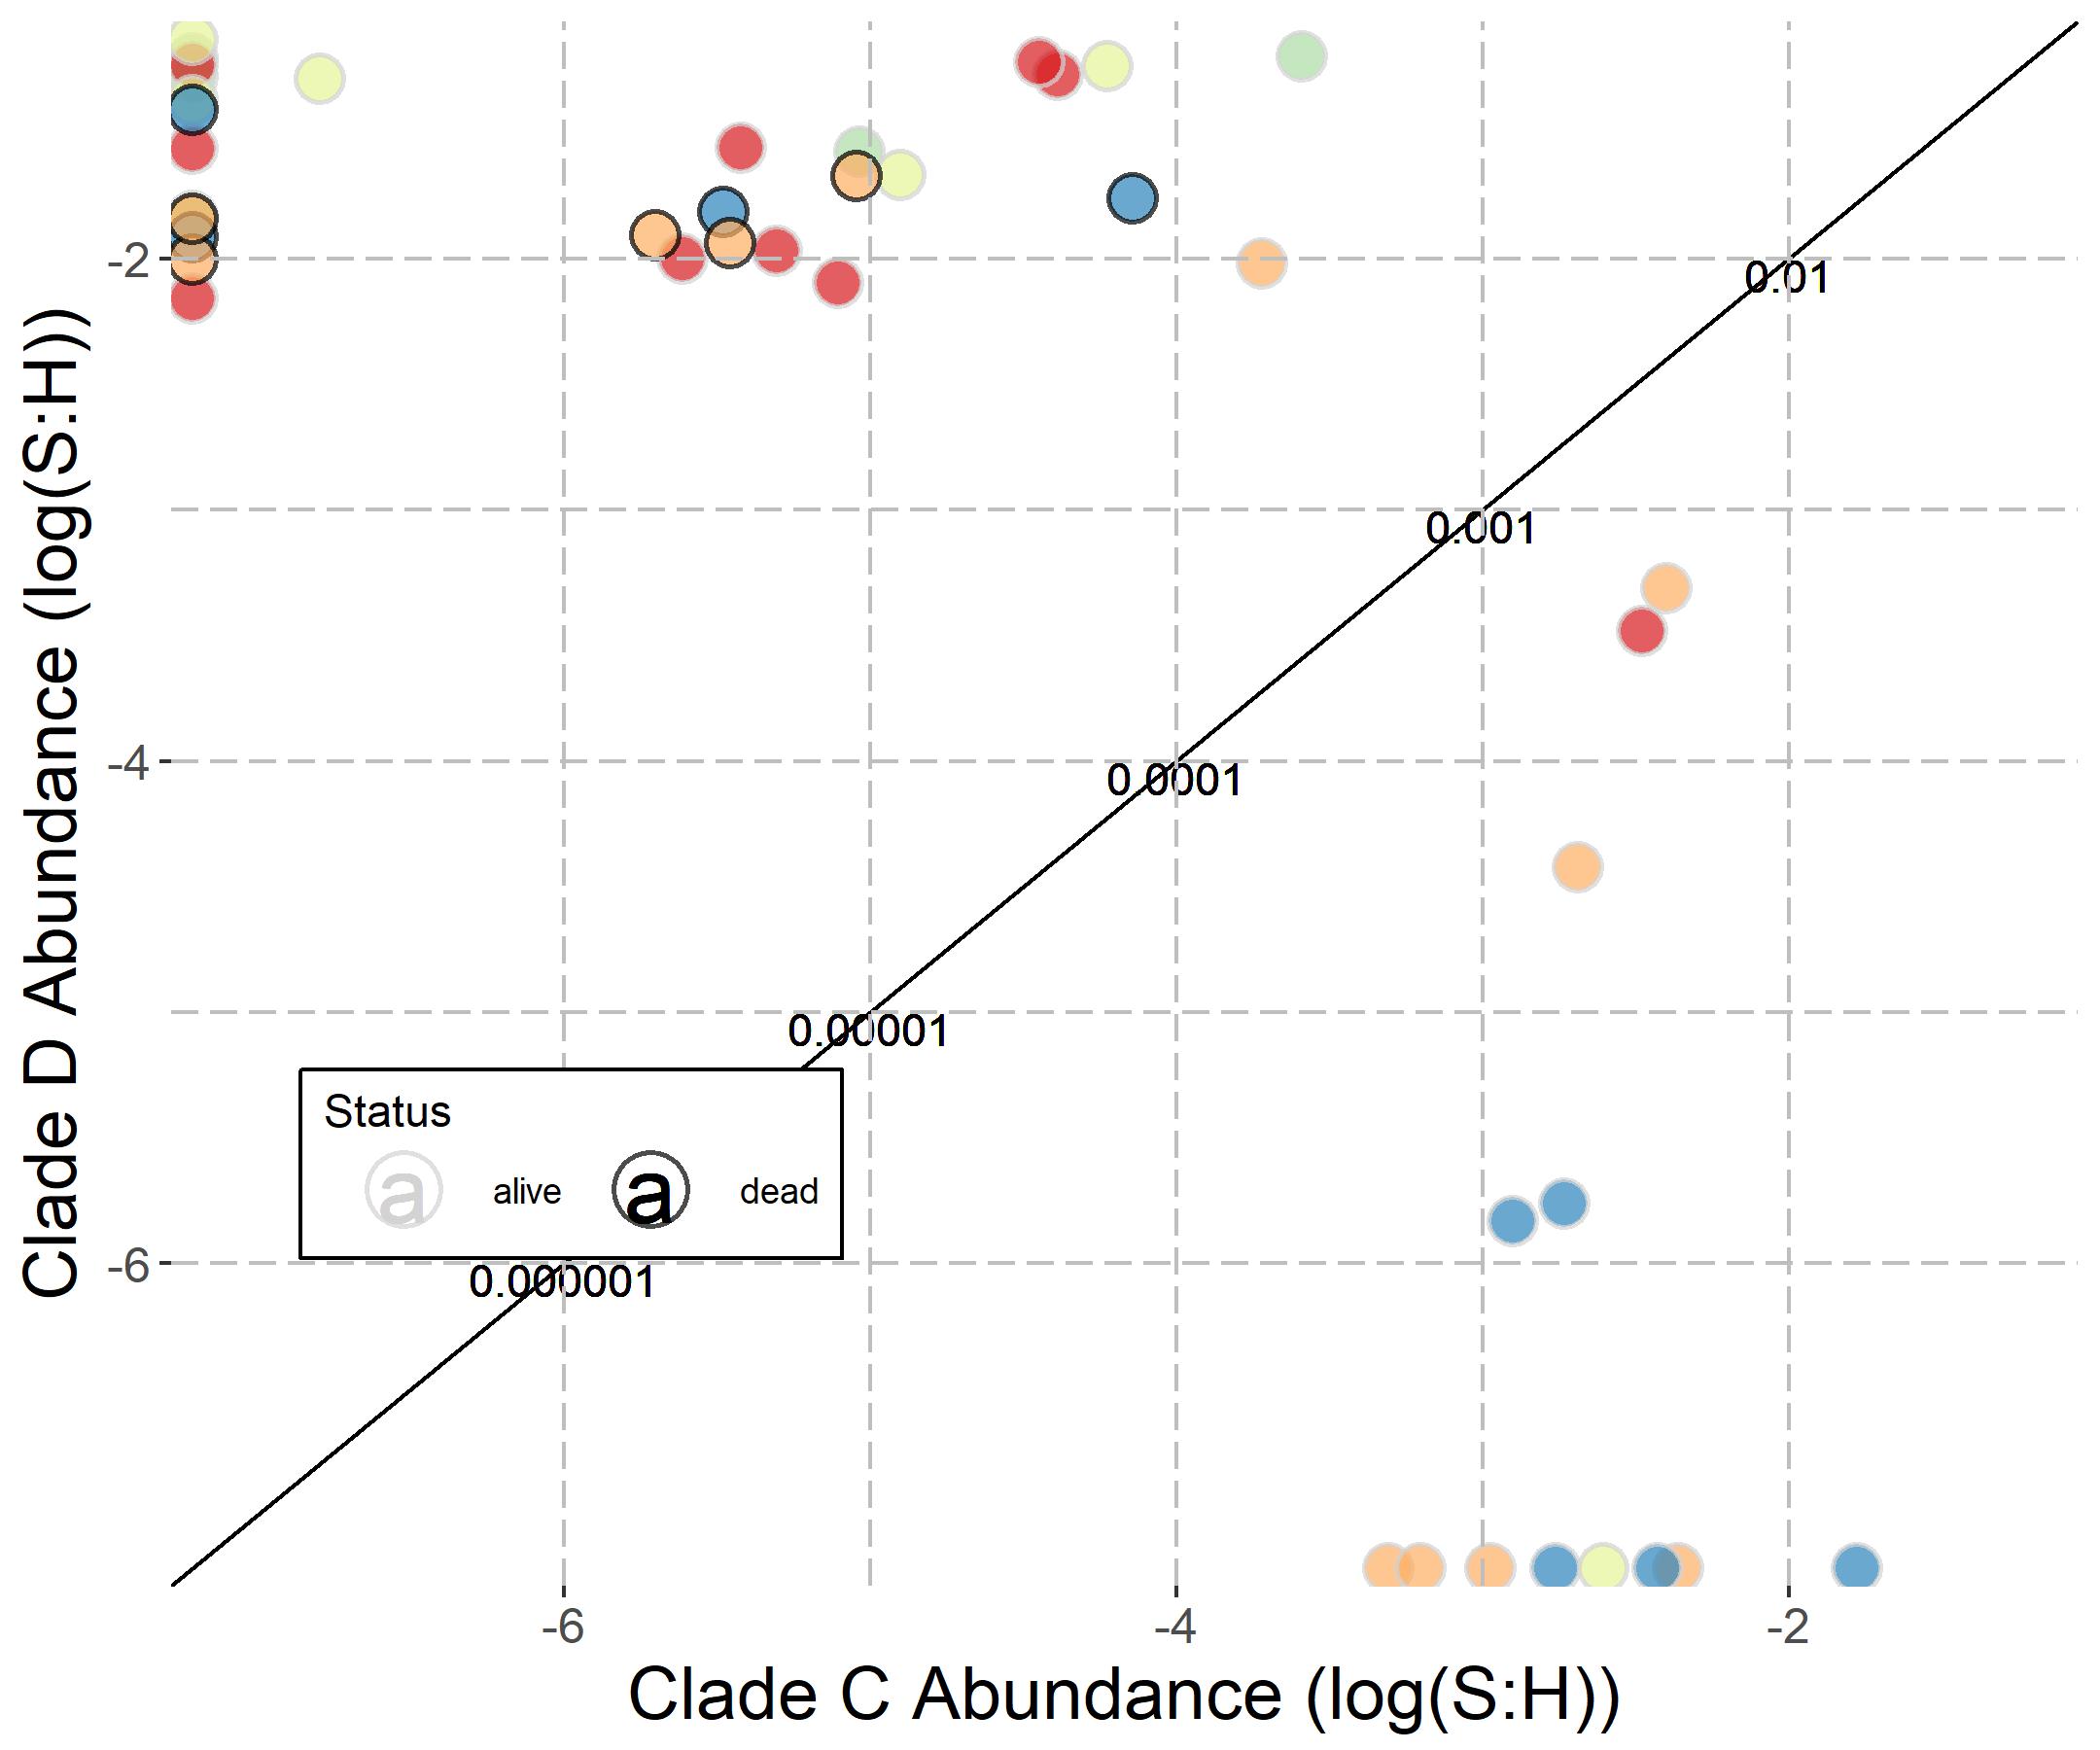 Clade D Abundance (log(S:H))
-2
-4
-6
0.01
0.001
0.0001
0.00001
0.000001
Status
a alive a dead
-6 -4 -2
Clade C Abundance (log(S:H))